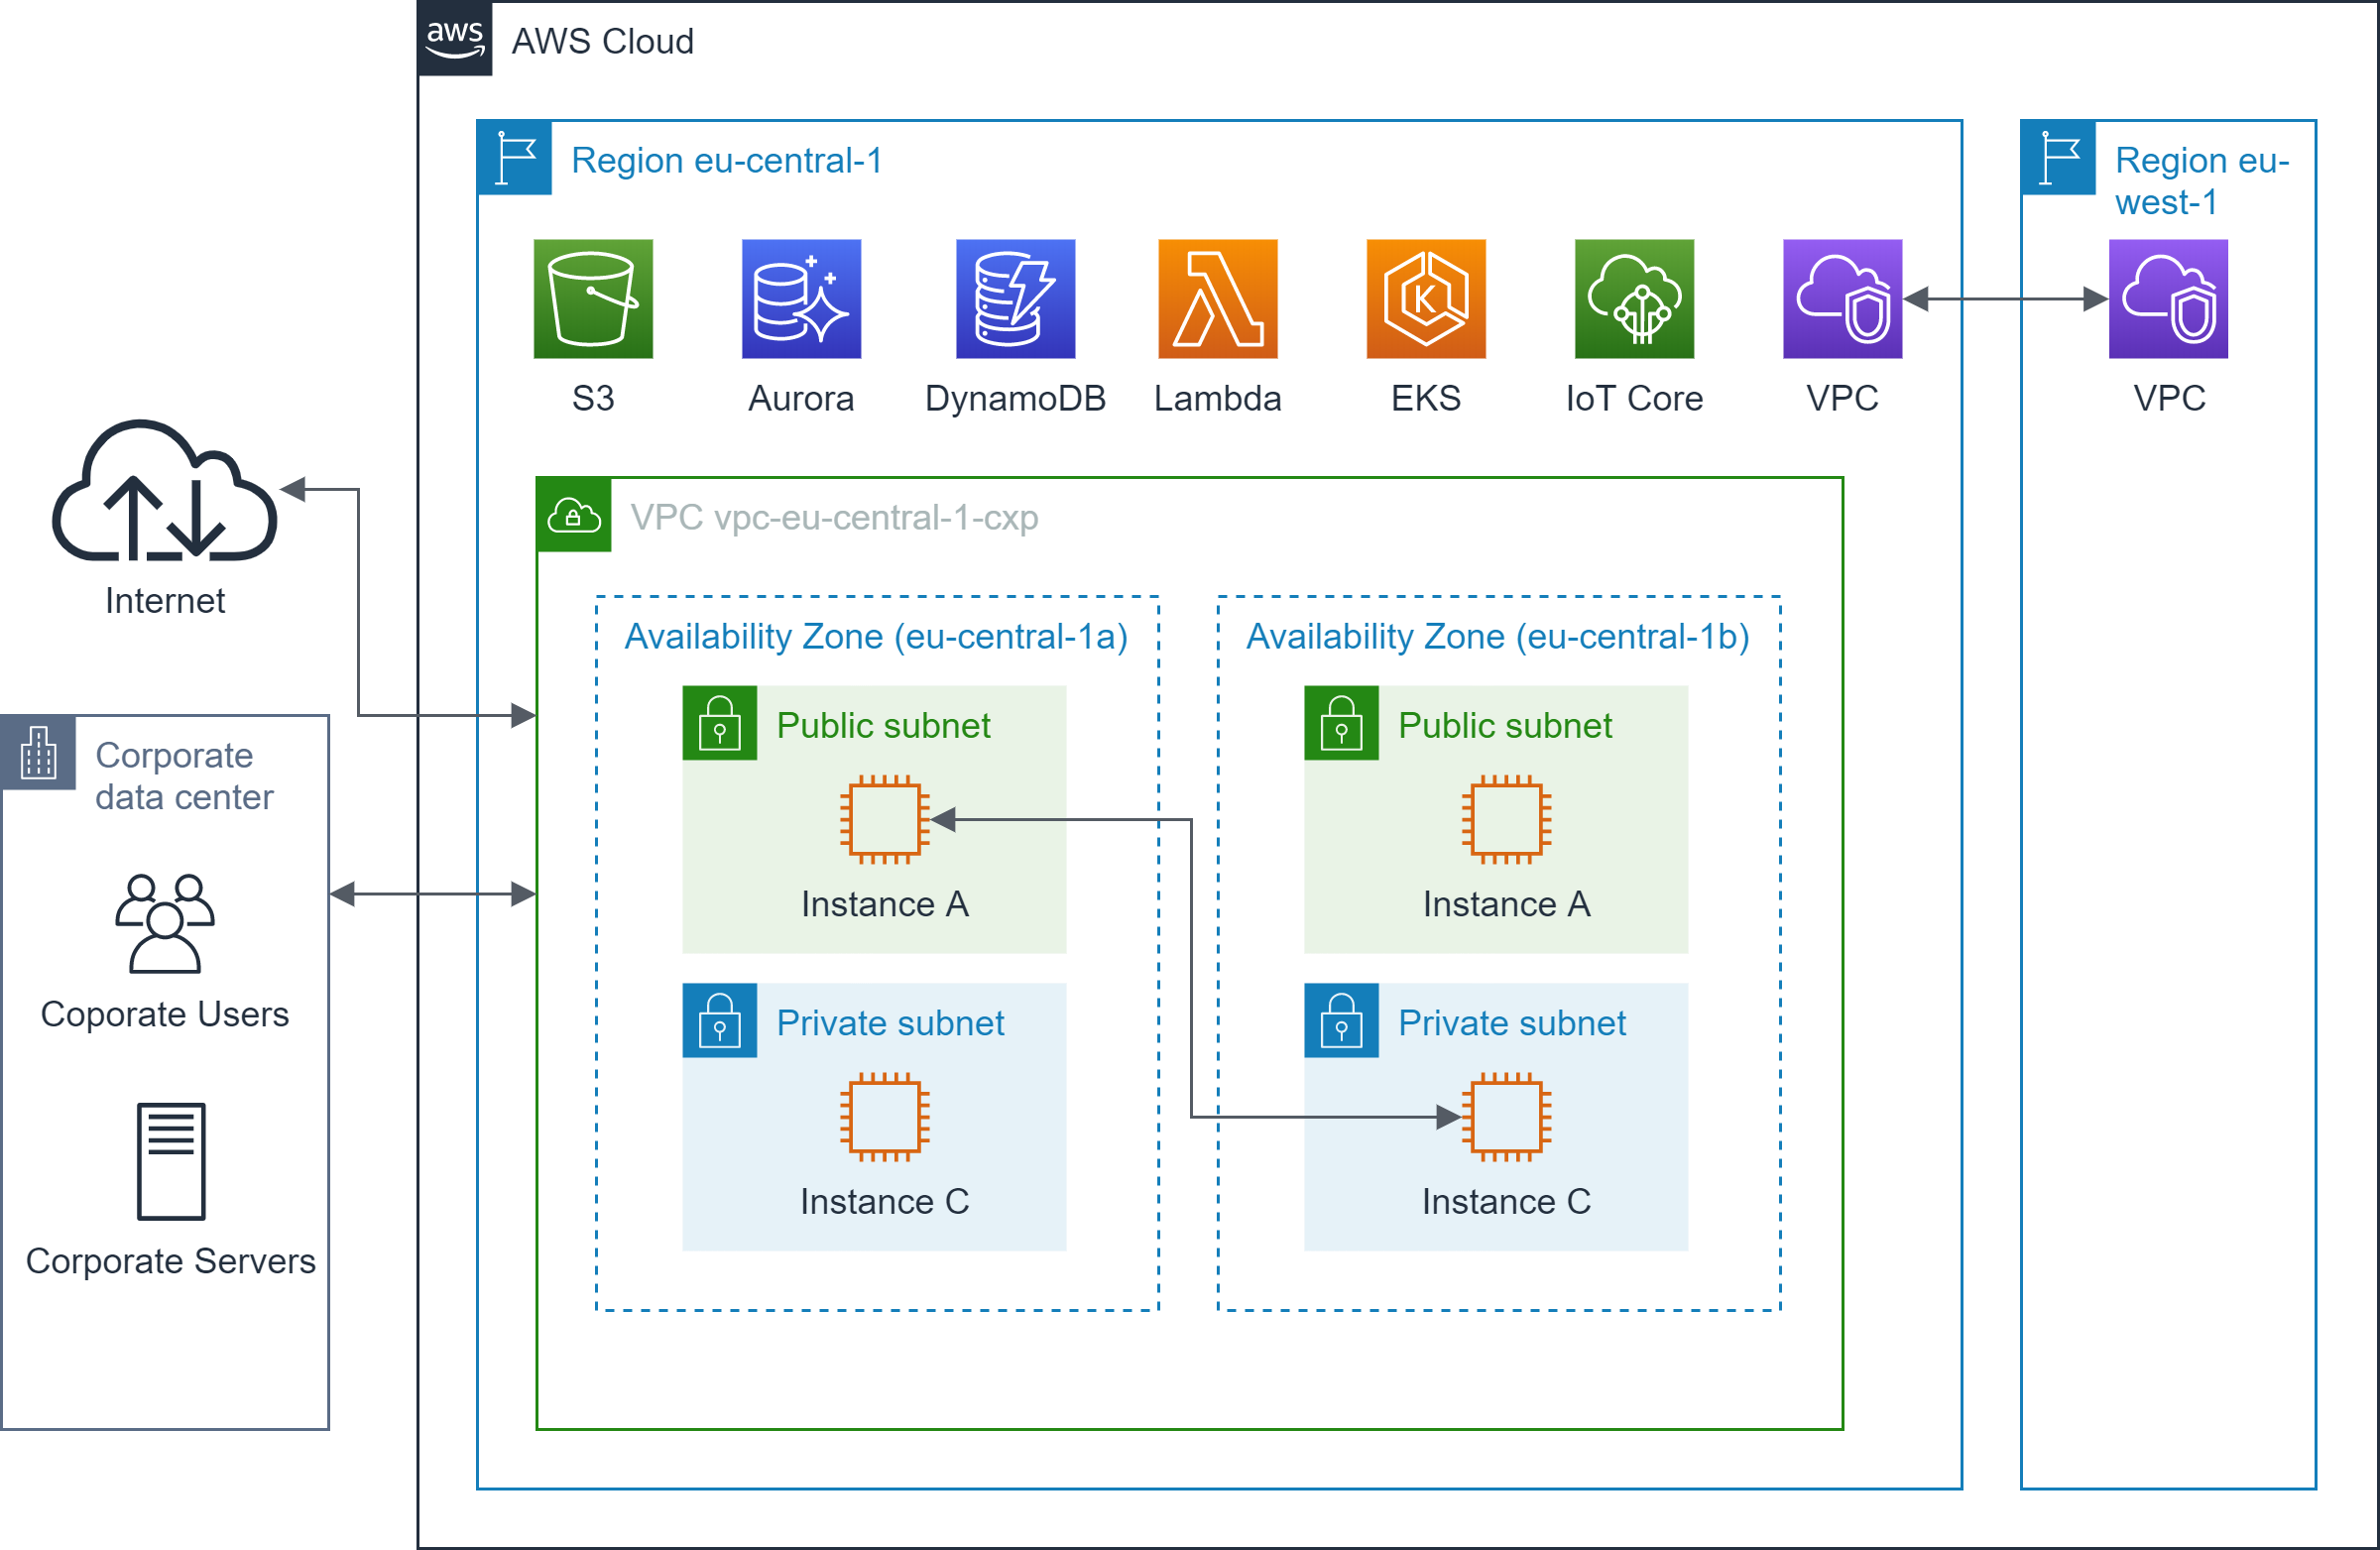 aws
AWS Cloud
Region eu-central-1
Region eu-
west-1
S3
Aurora
DynamoDB
Lambda
K
EKS
IoT Core
VPC
VPC
Internet
VPC vpc-eu-central-1-cxp
Availability Zone (eu-central-1a)
Availability Zone (eu-central-1b)
Corporate
data center
Coporate Users
Corporate Servers
Public subnet
Instance A
Private subnet
Instance C
Public subnet
Instance A
Private subnet
Instance C